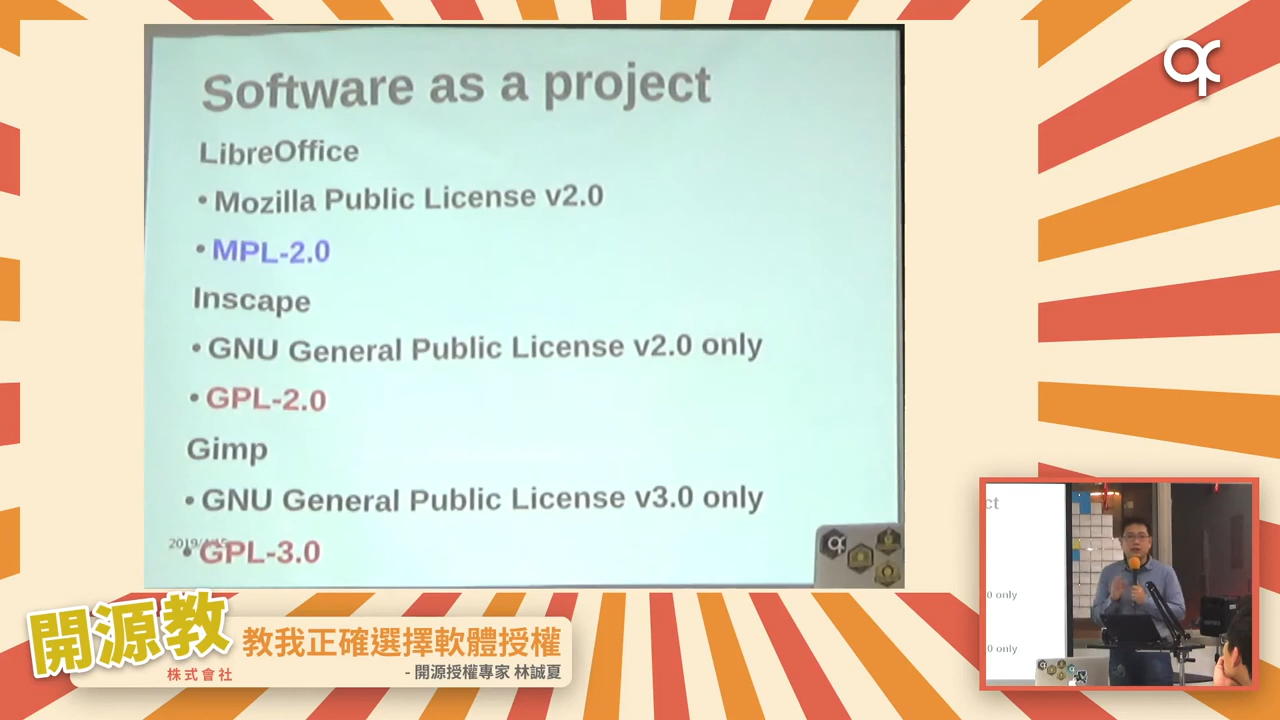 Software as a project
LibreOffice
• Mozilla Public License v2.0
• MPL-2.0
Inscape
• GNU General Public License v2.0 only
• GPL-2.0
Gimp
• GNU General Public License v3.0 only
• GPL-3.0
ct
0 only
0 only
開源教
株式會社
教我正確選擇軟體授權
- 開源授權專家 林誠夏